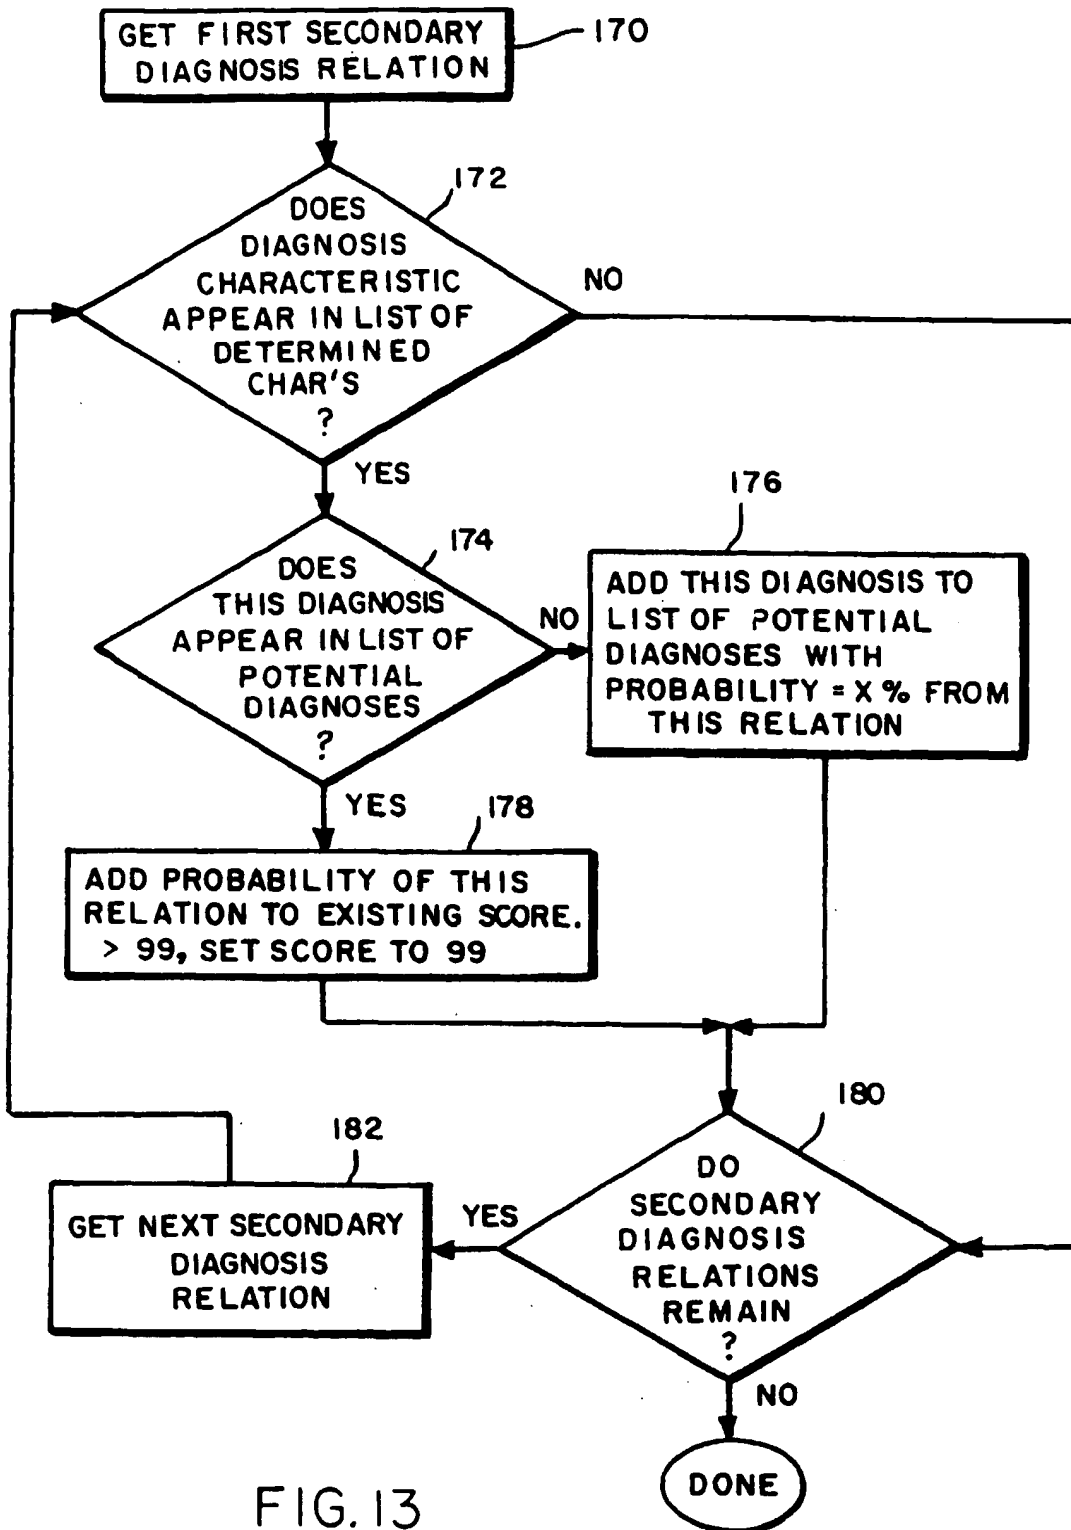 GET FIRST SECONDARY
DIAGNOSIS RELATION
170
172
DOES
DIAGNOSIS
CHARACTERISTIC
APPEAR IN LIST OF
DETERMINED
CHAR'S
?
NO
YES
174
DOES
THIS DIAGNOSIS
APPEAR IN LIST OF
POTENTIAL
DIAGNOSES
?
NO
176
ADD THIS DIAGNOSIS TO
LIST OF POTENTIAL
DIAGNOSES WITH
PROBABILITY = X % FROM
THIS RELATION
YES
178
ADD PROBABILITY OF THIS
RELATION TO EXISTING SCORE.
> 99, SET SCORE TO 99
180
DO
SECONDARY
DIAGNOSIS
RELATIONS
REMAIN
?
YES
182
GET NEXT SECONDARY
DIAGNOSIS
RELATION
NO
DONE
FIG. 13